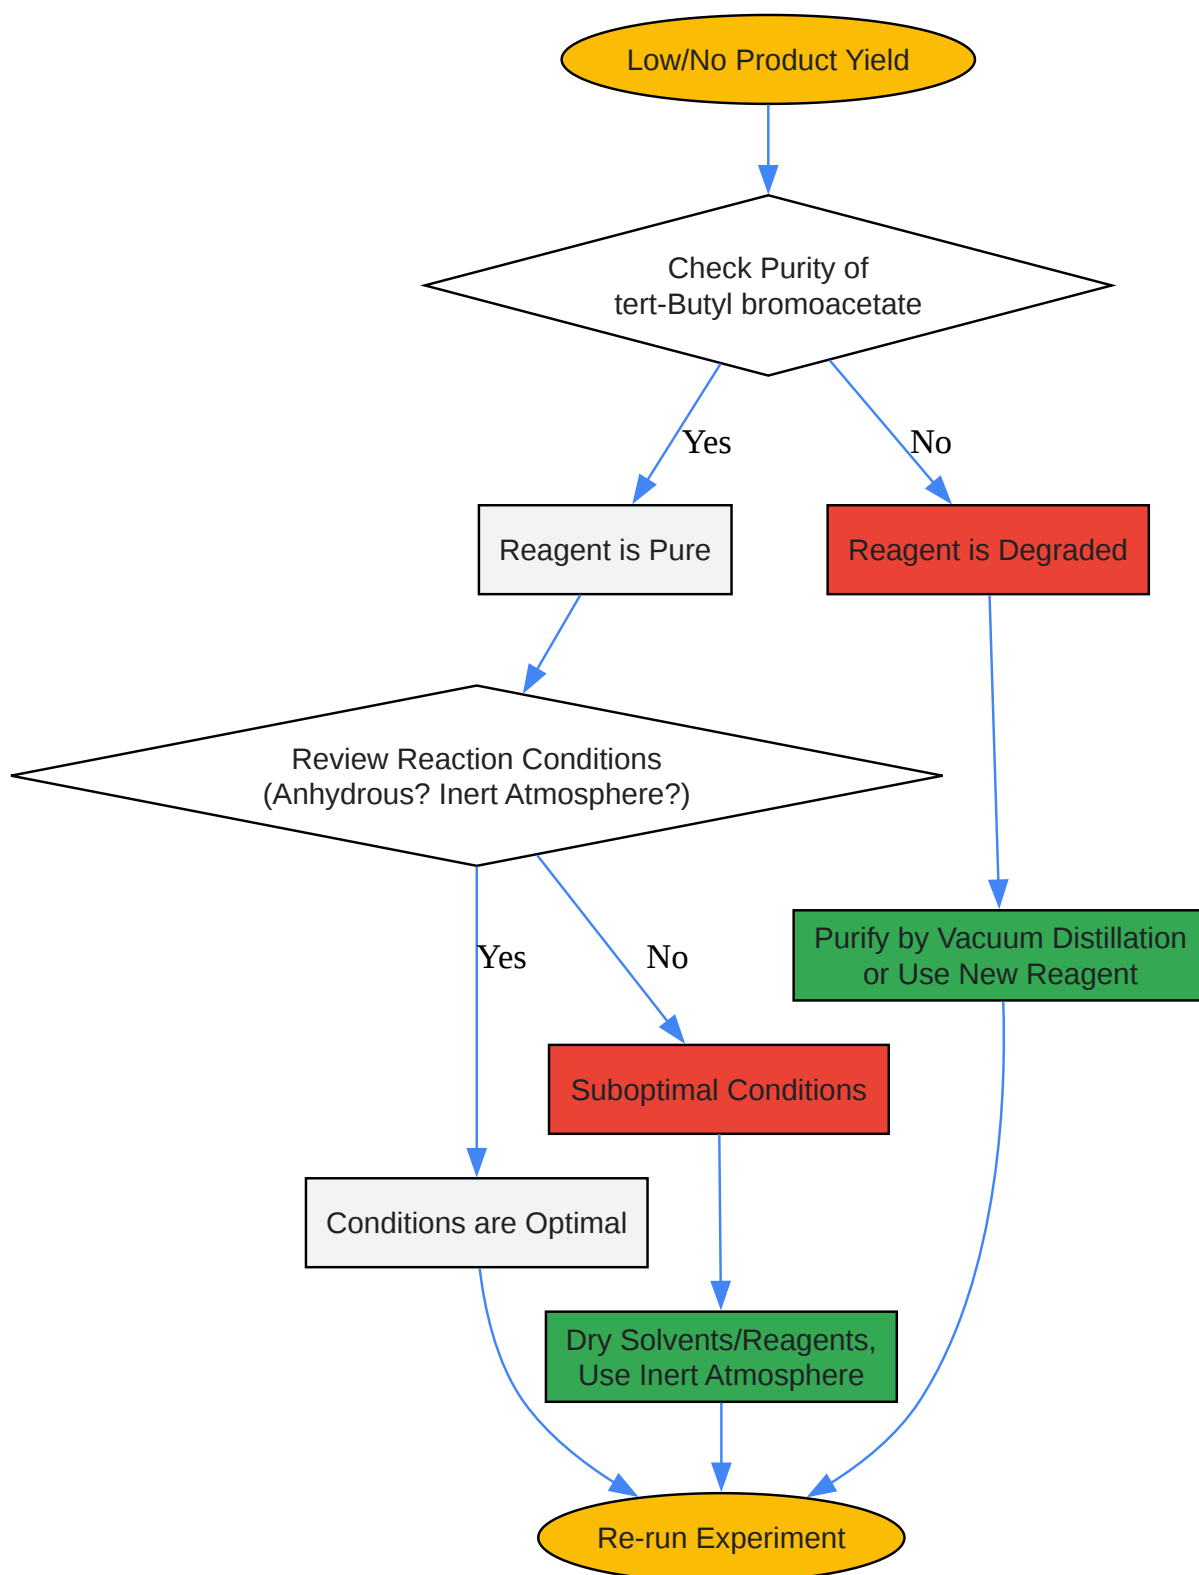 Low/No Product Yield
Check Purity of
tert-Butyl bromoacetate
Yes
No
Reagent is Pure
Reagent is Degraded
Review Reaction Conditions
(Anhydrous? Inert Atmosphere?)
Purify by Vacuum Distillation
or Use New Reagent
Yes
No
Suboptimal Conditions
Conditions are Optimal
Dry Solvents/Reagents,
Use Inert Atmosphere
Re-run Experiment